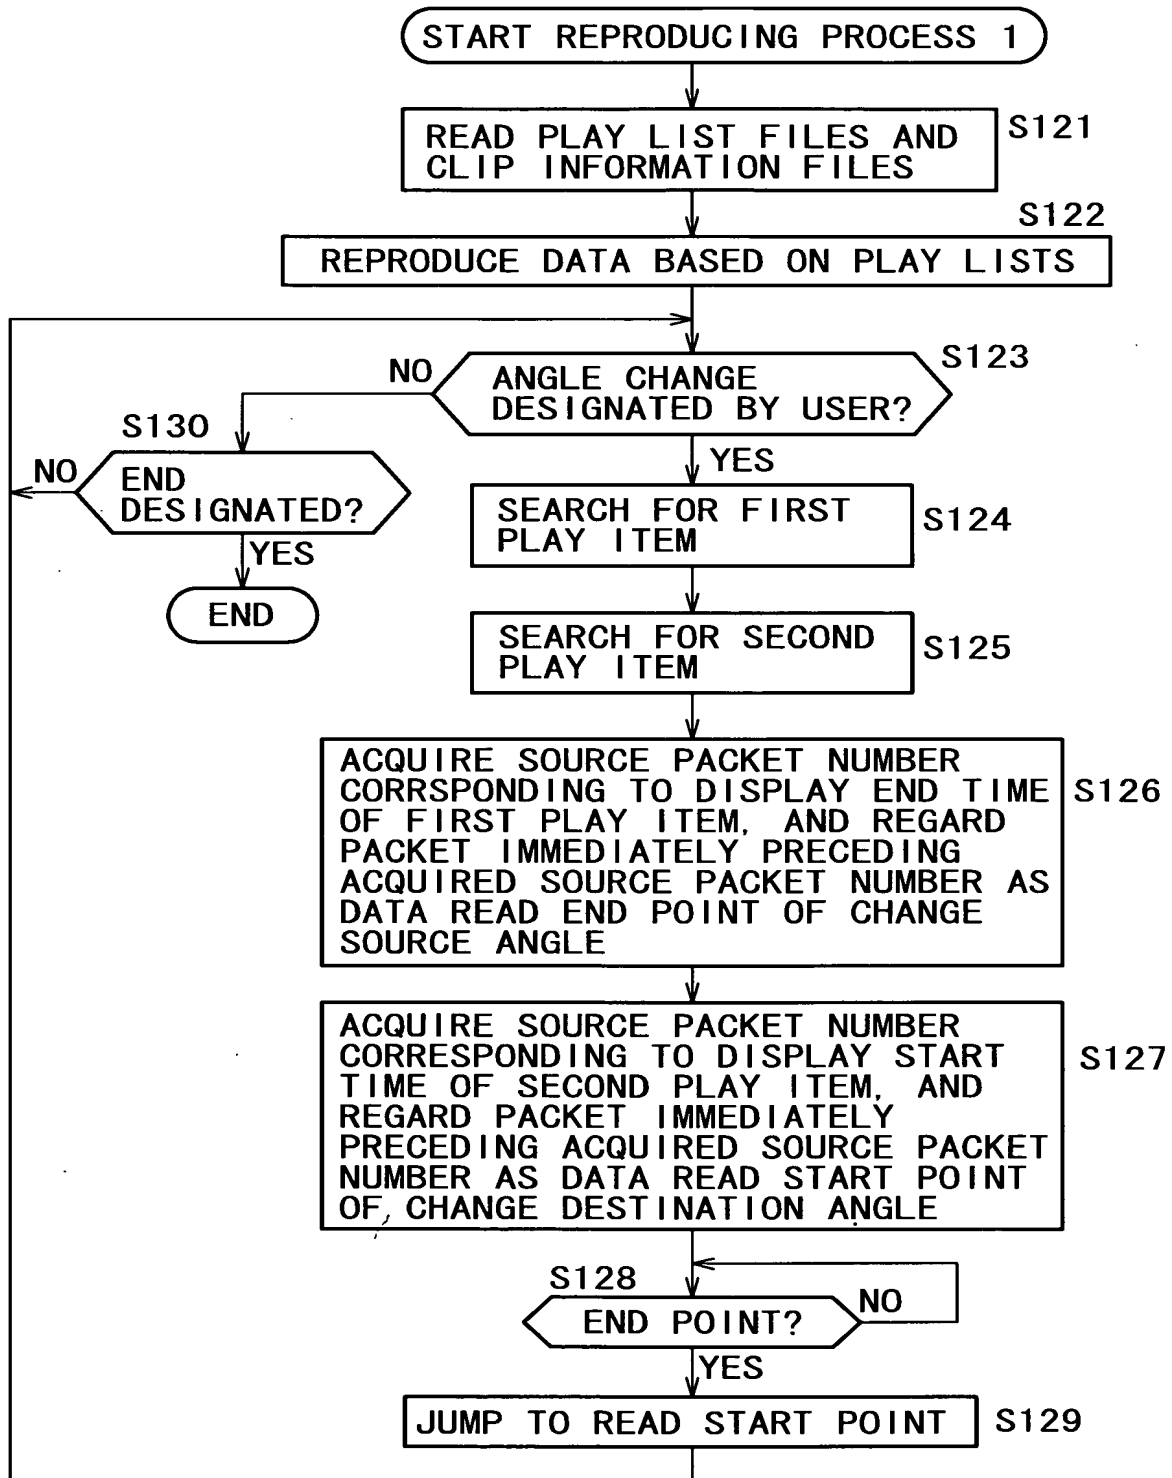 START REPRODUCING PROCESS 1
READ PLAY LIST FILES AND
CLIP INFORMATION FILES
S121
S122
REPRODUCE DATA BASED ON PLAY LISTS
S123
NO
ANGLE CHANGE
DESIGNATED BY USER?
S130
NO
END
DESIGNATED?
YES
YES
END
SEARCH FOR FIRST
PLAY ITEM
S124
SEARCH FOR SECOND
PLAY ITEM
S125
ACQUIRE SOURCE PACKET NUMBER
CORRSPONDING TO DISPLAY END TIME
OF FIRST PLAY ITEM, AND REGARD
PACKET IMMEDIATELY PRECEDING
ACQUIRED SOURCE PACKET NUMBER AS
DATA READ END POINT OF CHANGE
SOURCE ANGLE
S126
ACQUIRE SOURCE PACKET NUMBER
CORRESPONDING TO DISPLAY START
TIME OF SECOND PLAY ITEM, AND
REGARD PACKET IMMEDIATELY
PRECEDING ACQUIRED SOURCE PACKET
NUMBER AS DATA READ START POINT
OF CHANGE DESTINATION ANGLE
S127
S128
END POINT?
NO
YES
JUMP TO READ START POINT
S129